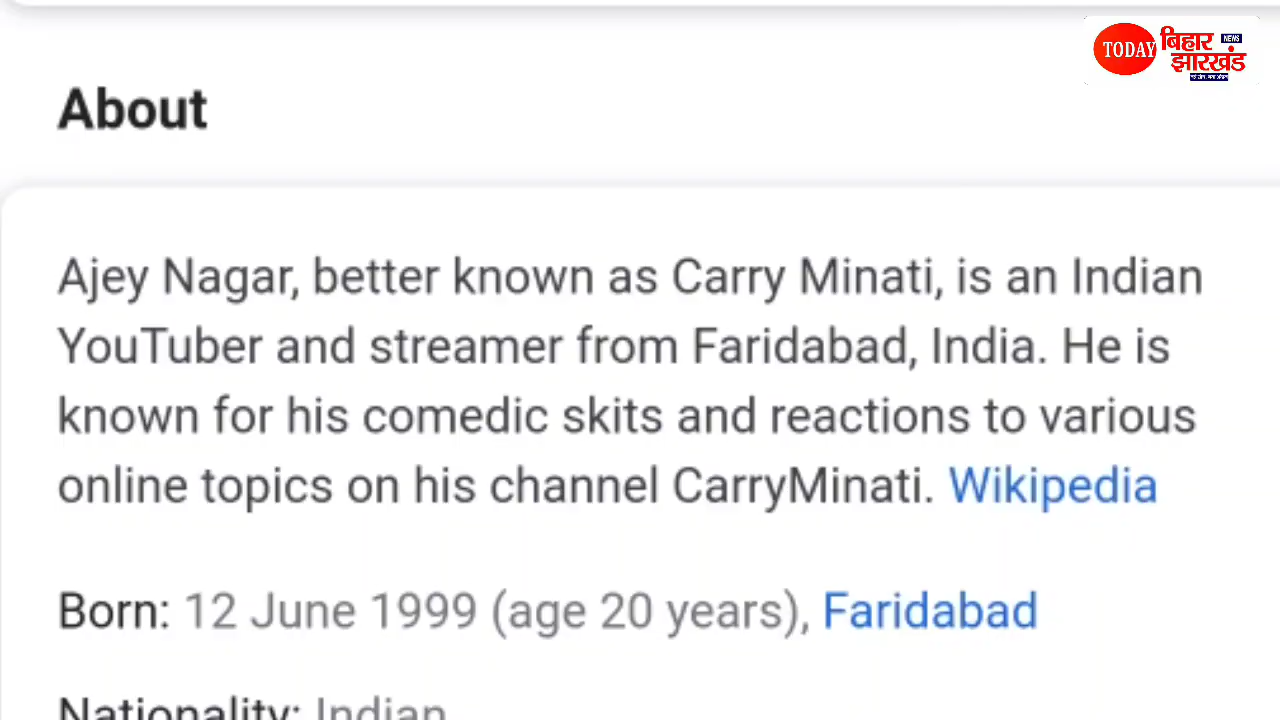 TODAY
बिहार
NEWS
झारखंड
About
Ajey Nagar, better known as Carry Minati, is an Indian
YouTuber and streamer from Faridabad, India. He is
known for his comedic skits and reactions to various
online topics on his channel CarryMinati. Wikipedia
Born: 12 June 1999 (age 20 years), Faridabad
Nationality: Indian